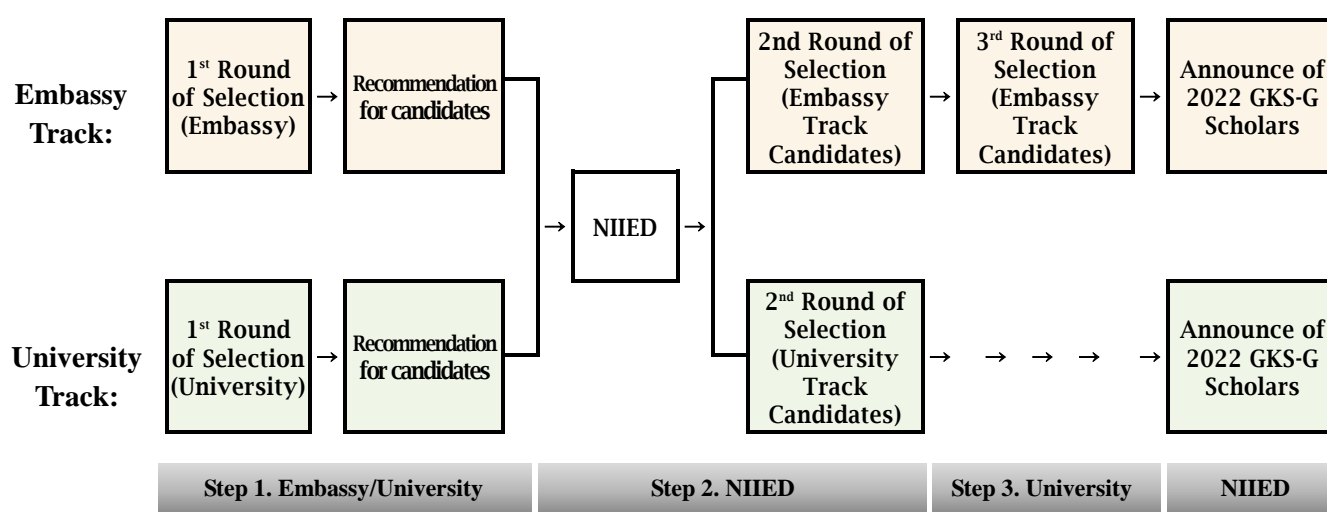 Embassy
Track:
1st Round
of Selection
(Embassy)
→
Recommendation
for candidates
→
NIIED
→
2nd Round of
Selection
(Embassy
Track
Candidates)
→
3rd Round of
Selection
(Embassy
Track
Candidates)
→
Announce of
2022 GKS-G
Scholars
University
Track:
1st Round
of Selection
(University)
→
Recommendation
for candidates
2nd Round of
Selection
(University
Track
Candidates)
→ → → → →
Announce of
2022 GKS-G
Scholars
Step 1. Embassy/University
Step 2. NIIED
Step 3. University
NIIED